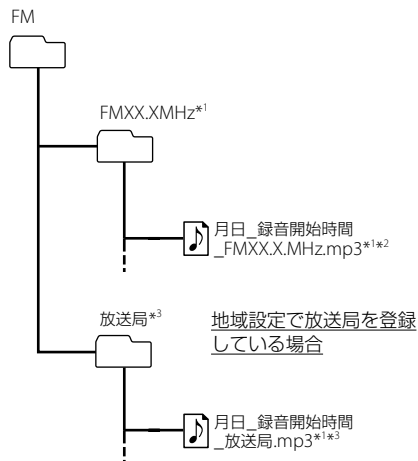 FM
FMXX.XMHz*1
月日_録音開始時間
_FMXX.X.MHz.mp3*1*2
放送局*3
地域設定で放送局を登録
している場合
月日_録音開始時間
_放送局.mp3*1*3